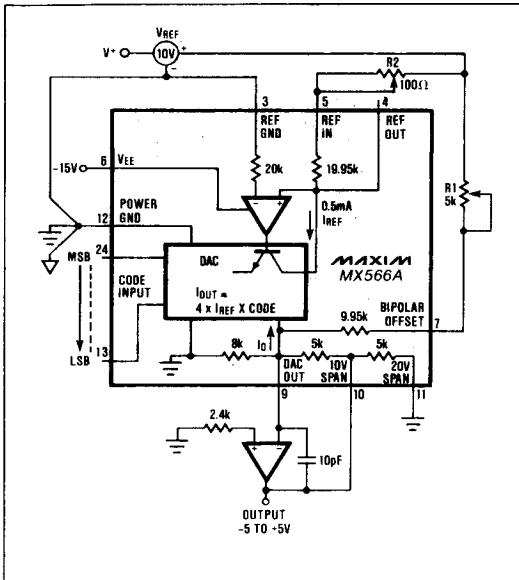 VREF
V+
10V
+
-
R2
100Ω
3
5
4
REF
GND
REF
IN
REF
OUT
6
VEE
-15V
20k
19.95k
R1
5k
-
+
0.5mA
IREF
POWER
GND
12
24
MSB
DAC
MAXIM
MX566A
CODE
INPUT
IOUT =
4 x IREF X CODE
BIPOLAR
OFFSET
9.95k
7
LSB
13
IO
8k
5k
5k
DAC
OUT
10V
SPAN
20V
SPAN
9
10
11
2.4k
+
-
10pF
OUTPUT
-5 TO +5V